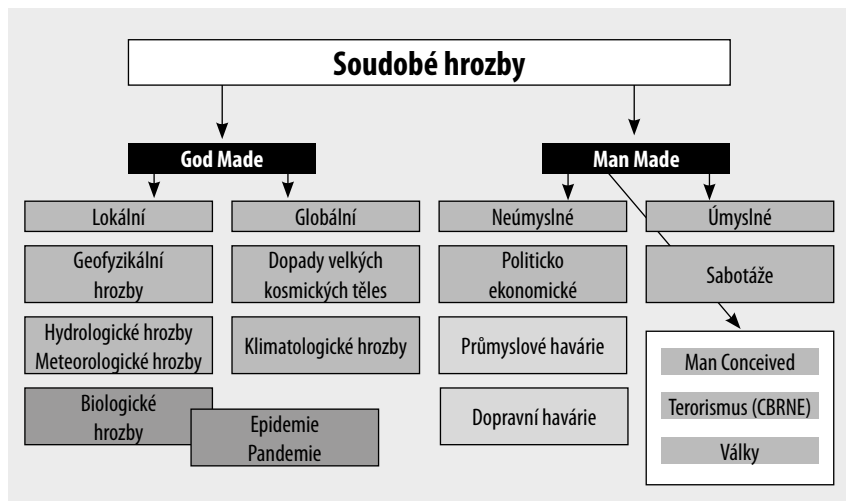 Soudobé hrozby
God Made
Man Made
Lokální
Globální
Neúmyslné
Úmyslné
Geofyzikální
hrozby
Dopady velkých
kosmických těles
Politicko
ekonomické
Sabotáže
Hydrologické hrozby
Meteorologické hrozby
Klimatologické hrozby
Průmyslové havárie
Man Conceived
Terorismus (CBRNE)
Války
Biologické
hrozby
Epidemie
Pandemie
Dopravní havárie